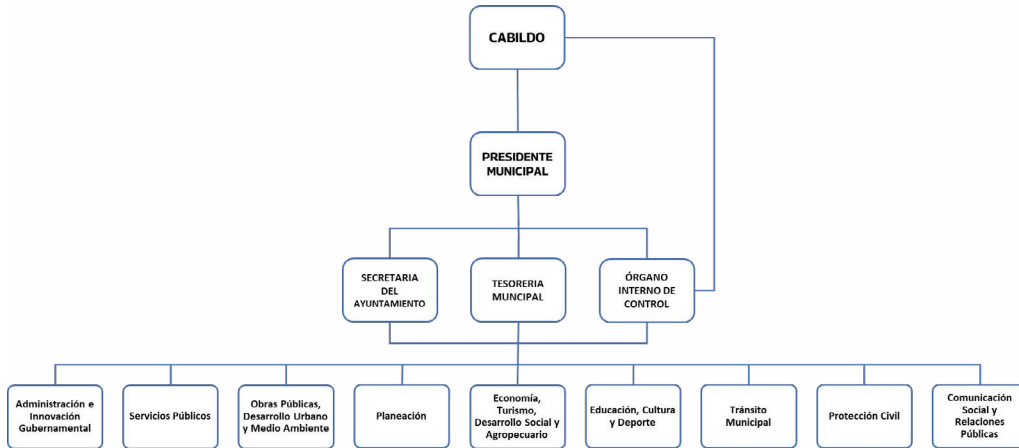 CABILDO
PRESIDENTE
MUNICIPAL
SECRETARIA
DEL
AYUNTAMIENTO
TESORERIA
MUNCIPAL
ÓRGANO
INTERNO DE
CONTROL
Administración e
Innovación
Gubernamental
Servicios Públicos
Obras Públicas,
Desarrollo Urbano
y Medio Ambiente
Planeación
Economía,
Turismo,
Desarrollo Social y
Agropecuario
Educación, Cultura
y Deporte
Tránsito
Municipal
Protección Civil
Comunicación
Social y
Relaciones
Públicas